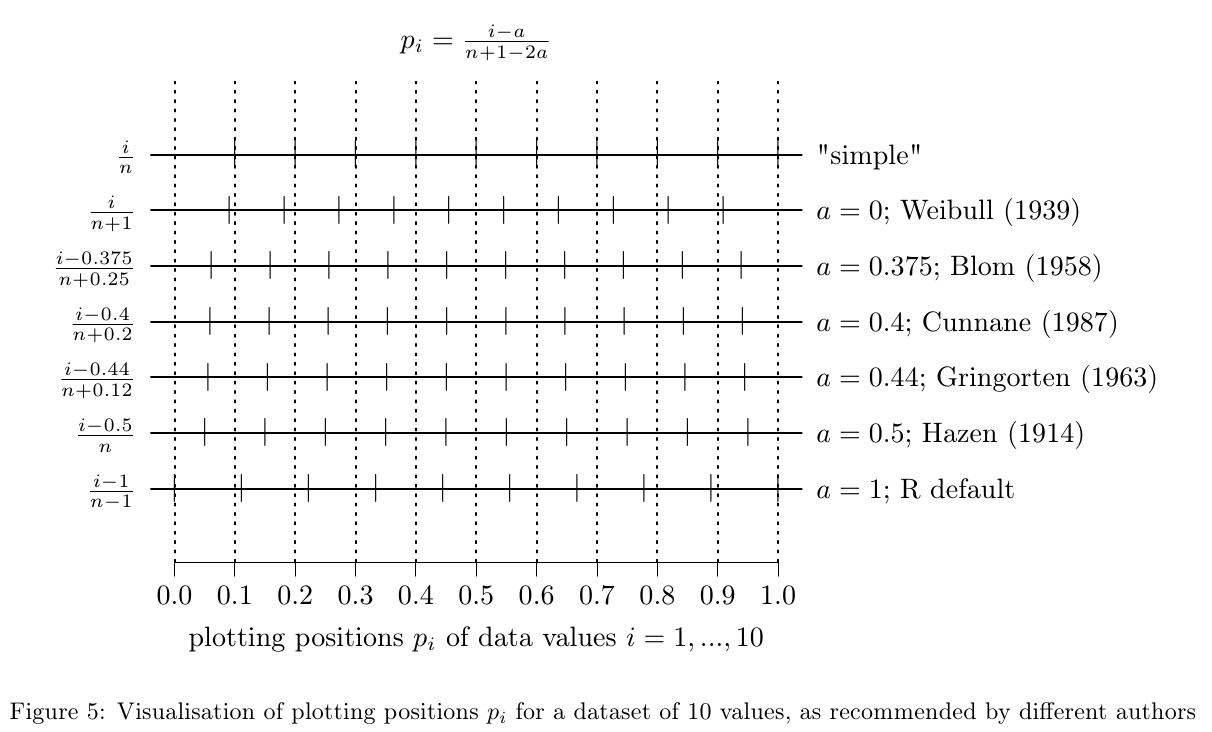 p_i = \frac{i-a}{n+1-2a}
\frac{i}{n} "simple"
\frac{i}{n+1} a = 0; Weibull (1939)
\frac{i-0.375}{n+0.25} a = 0.375; Blom (1958)
\frac{i-0.4}{n+0.2} a = 0.4; Cunnane (1987)
\frac{i-0.44}{n+0.12} a = 0.44; Gringorten (1963)
\frac{i-0.5}{n} a = 0.5; Hazen (1914)
\frac{i-1}{n-1} a = 1; R default
0.0 0.1 0.2 0.3 0.4 0.5 0.6 0.7 0.8 0.9 1.0
plotting positions p_i of data values i = 1, ..., 10
Figure 5: Visualisation of plotting positions p_i for a dataset of 10 values, as recommended by different authors